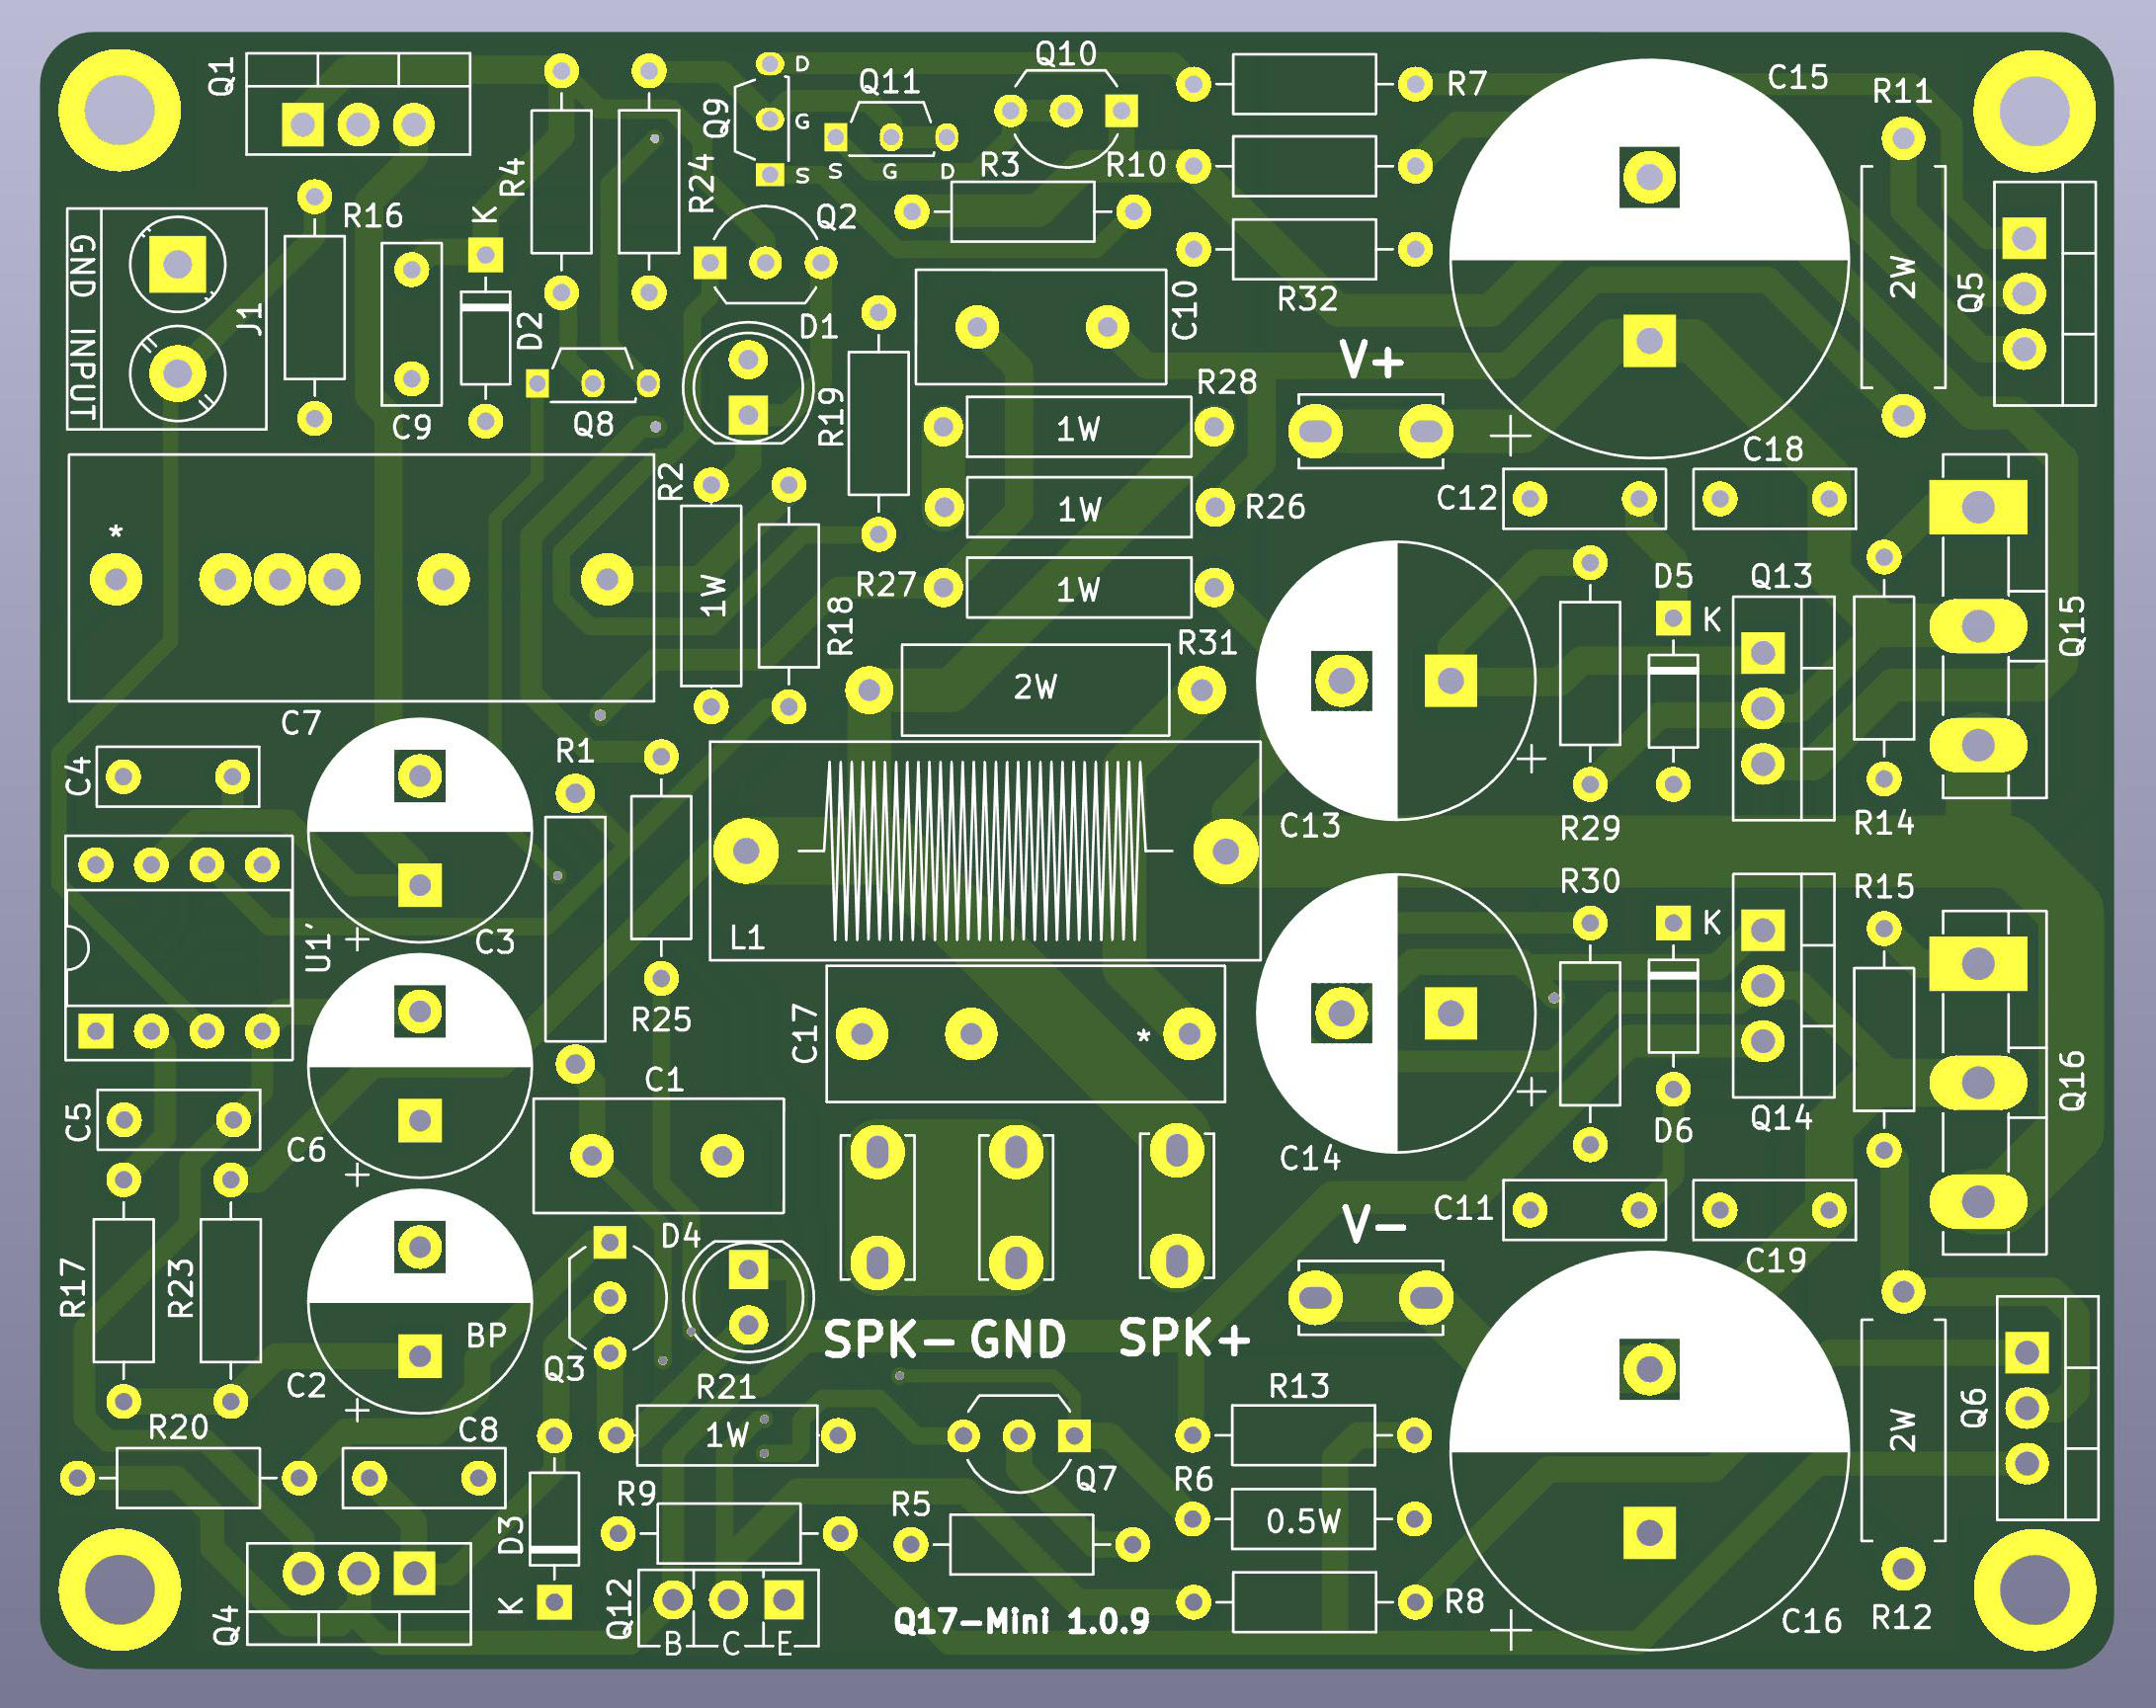 Q1
R4
R24
Q9
D
G
S
Q11
S
G
D
Q10
R3
R10
R7
R32
C15
R11
2W
Q5
GND INPUT
J1
R16
C9
K
D2
Q8
Q2
D1
R19
C10
V+
R28
1W
1W
R26
R27
1W
R31
2W
C12
C18
*
C7
R2
1W
R18
C13
R29
D5
K
Q13
R14
Q15
C4
U1'
C3
R1
R25
L1
C14
R30
K
D6
Q14
R15
Q16
C5
C6
C1
C17
*
C11
C19
V-
R17
R23
BP
C2
Q3
D4
SPK- GND SPK+
R20
C8
R21
1W
Q7
R13
R6
0.5W
R8
C16
2W
R12
Q6
R9
R5
D3
K
Q4
Q12
B C E
Q17-Mini 1.0.9